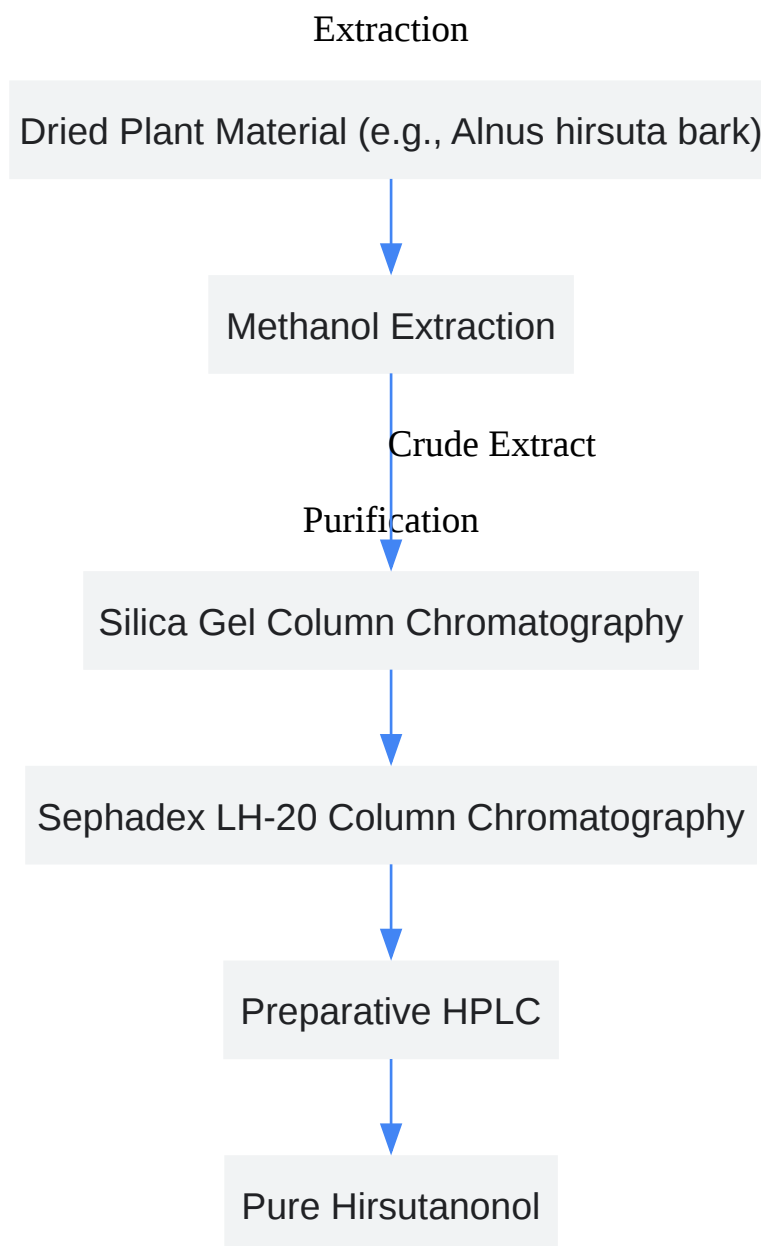 Extraction
Dried Plant Material (e.g., Alnus hirsuta bark)
Methanol Extraction
Crude Extract
Purification
Silica Gel Column Chromatography
Sephadex LH-20 Column Chromatography
Preparative HPLC
Pure Hirsutanonol